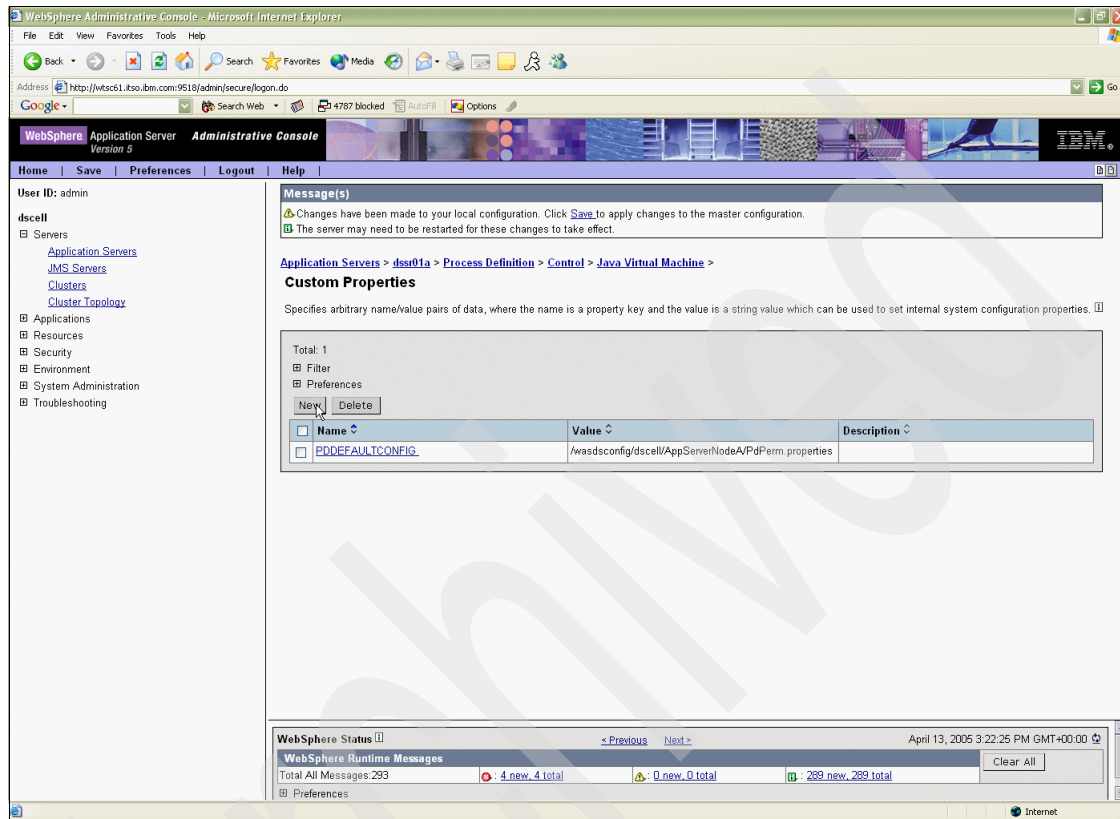 WebSphere Administrative Console - Microsoft Internet Explorer
File Edit View Favorites Tools Help
Back Search Favorites Media
Address http://wtsc61.itso.ibm.com:9518/admin/secure/logon.do Go
Google Search Web 4787 blocked AutoFill Options
WebSphere Application Server Administrative Console
Version 5
IBM
Home | Save | Preferences | Logout | Help |
User ID: admin
dscell
Servers
Application Servers
JMS Servers
Clusters
Cluster Topology
Applications
Resources
Security
Environment
System Administration
Troubleshooting
Message(s)
Changes have been made to your local configuration. Click Save to apply changes to the master configuration.
The server may need to be restarted for these changes to take effect.
Application Servers > dssr01a > Process Definition > Control > Java Virtual Machine >
Custom Properties
Specifies arbitrary name/value pairs of data, where the name is a property key and the value is a string value which can be used to set internal system configuration properties.
Total: 1
Filter
Preferences
New Delete
Name Value Description
PDDEFAULTCONFIG /wasdsconfig/dscell/AppServerNodeA/PdPerm.properties
WebSphere Status < Previous Next > April 13, 2005 3:22:25 PM GMT+00:00
WebSphere Runtime Messages Clear All
Total All Messages:293 : 4 new, 4 total : 0 new, 0 total : 289 new, 289 total
Preferences
Internet